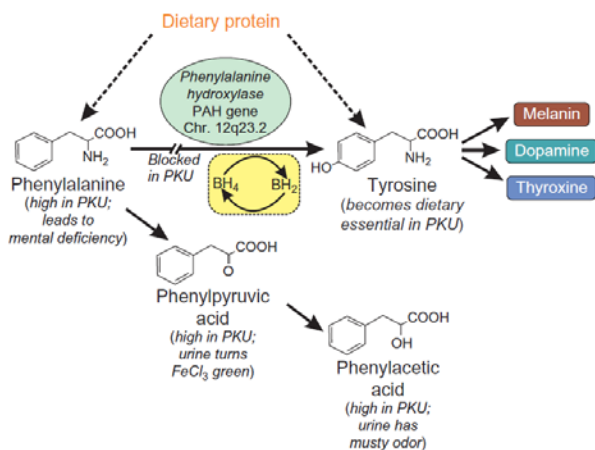 Dietary protein
Phenylalanine
hydroxylase
PAH gene
Chr. 12q23.2
COOH
NH2
Blocked
in PKU
BH4
BH2
HO
COOH
NH2
Melanin
Dopamine
Thyroxine
Phenylalanine
(high in PKU;
leads to
mental deficiency)
Tyrosine
(becomes dietary
essential in PKU)
COOH
O
Phenylpyruvic
acid
(high in PKU;
urine turns
FeCl3 green)
COOH
OH
Phenylacetic
acid
(high in PKU;
urine has
musty odor)